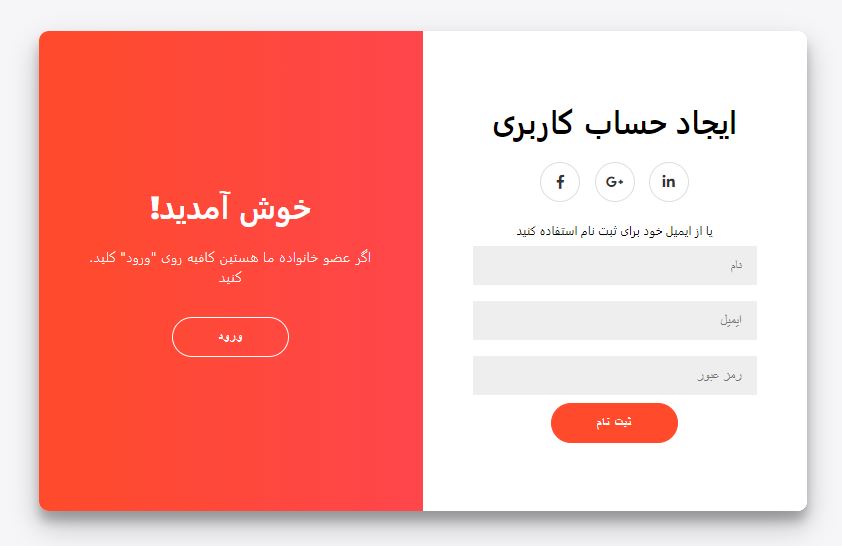 ایجاد حساب کاربری
G+
in
یا از ایمیل خود برای ثبت نام استفاده کنید
نام
ایمیل
رمز عبور
ثبت نام
خوش آمدید!
اگر عضو خانواده ما هستین کافیه روی "ورود" کلید.
کنید
ورود